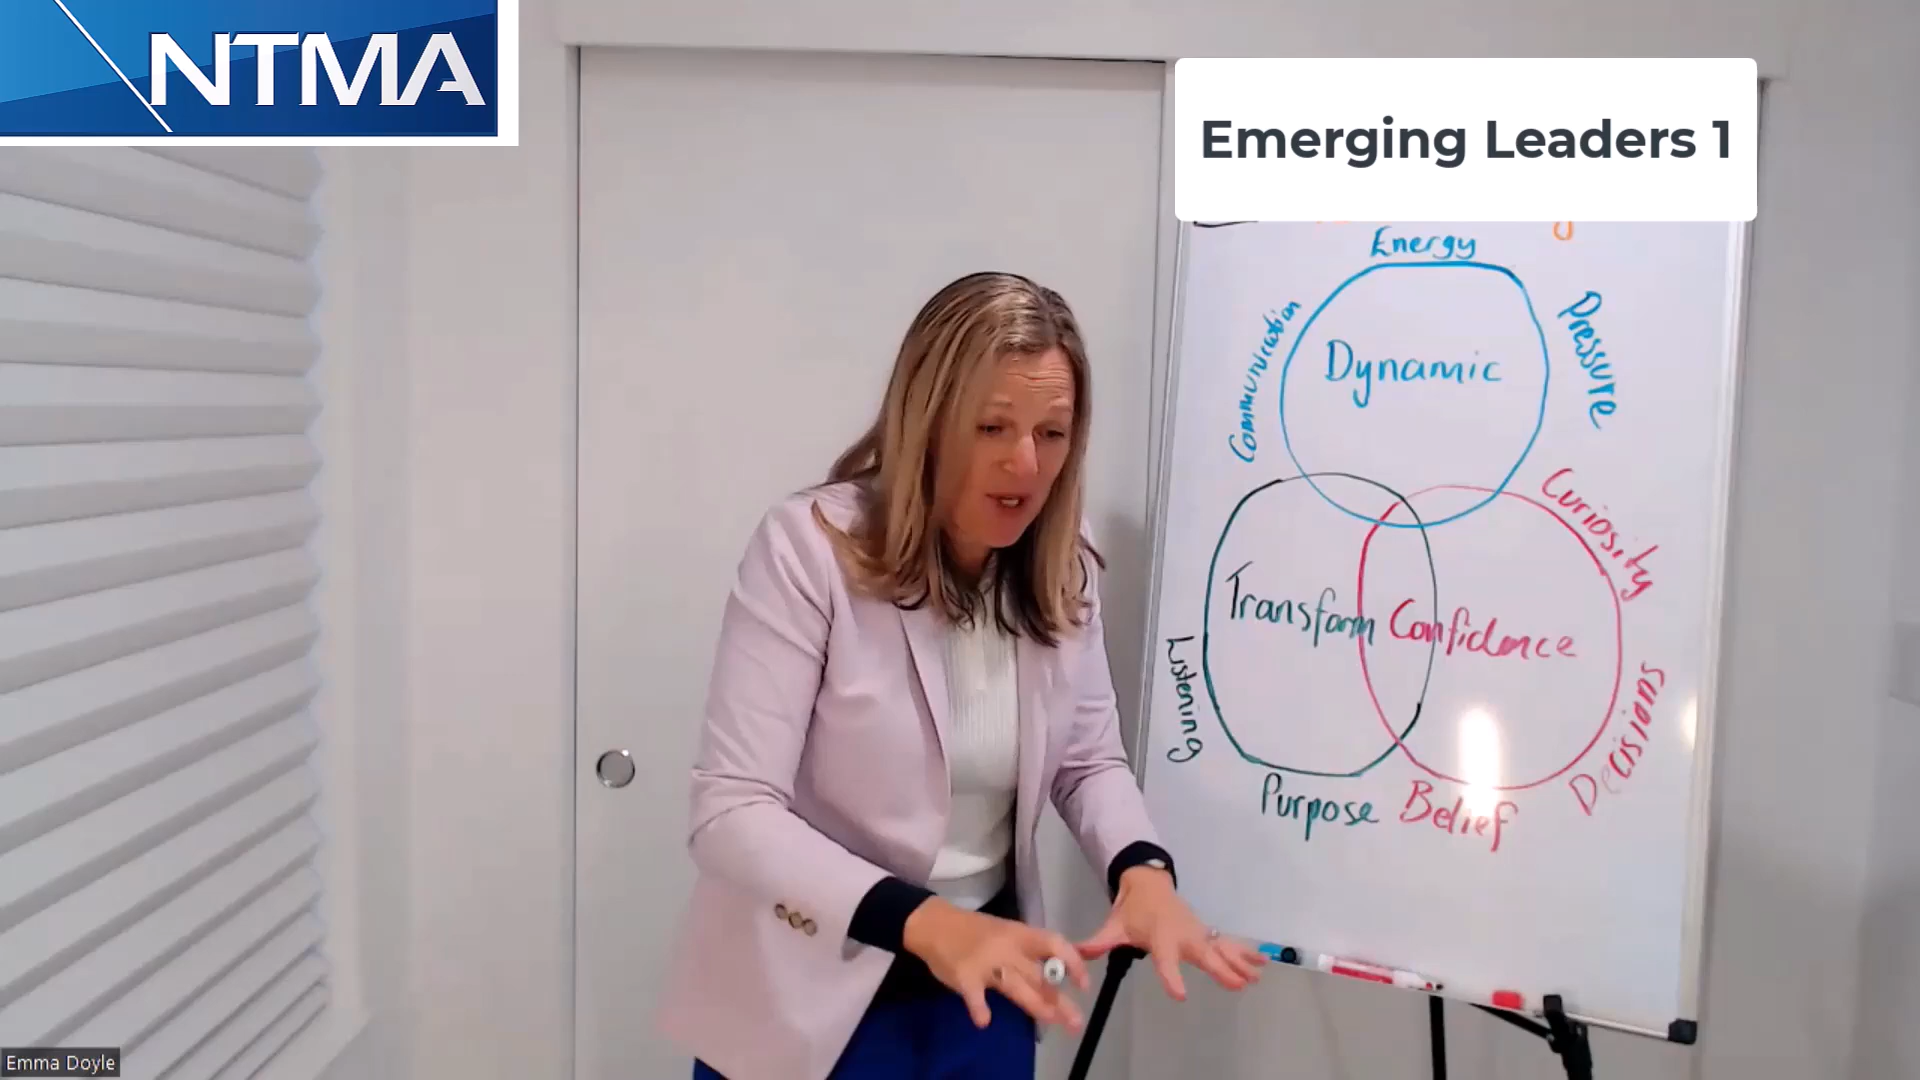 NTMA
Emerging Leaders 1
Energy
Communication
Pressure
Dynamic
Curiosity
Transform
Confidence
Listening
Decisions
Purpose
Belief
Emma Doyle